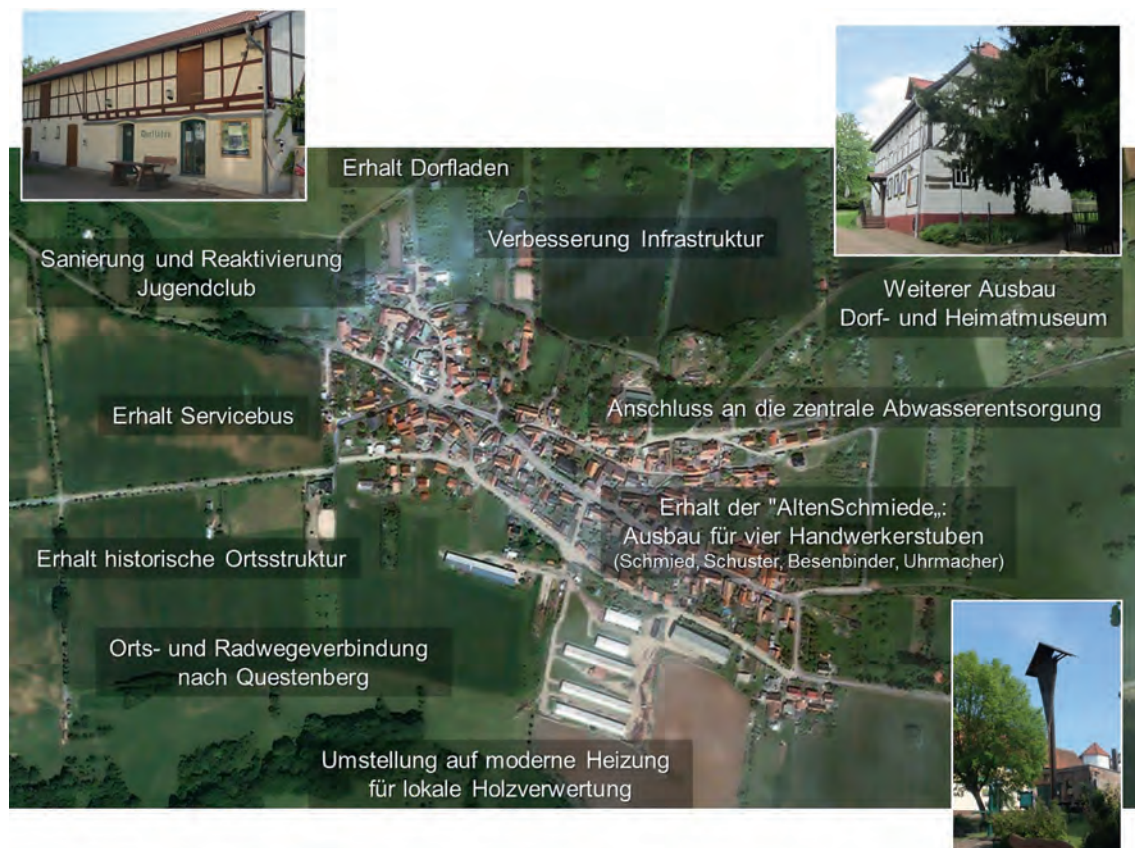 Dorfladen
Erhalt Dorfladen
Verbesserung Infrastruktur
Sanierung und Reaktivierung
Jugendclub
Weiterer Ausbau
Dorf- und Heimatmuseum
Erhalt Servicebus
Anschluss an die zentrale Abwasserentsorgung
Erhalt der "AltenSchmiede„:
Ausbau für vier Handwerkerstuben
(Schmied, Schuster, Besenbinder, Uhrmacher)
Erhalt historische Ortsstruktur
Orts- und Radwegeverbindung
nach Questenberg
Umstellung auf moderne Heizung
für lokale Holzverwertung